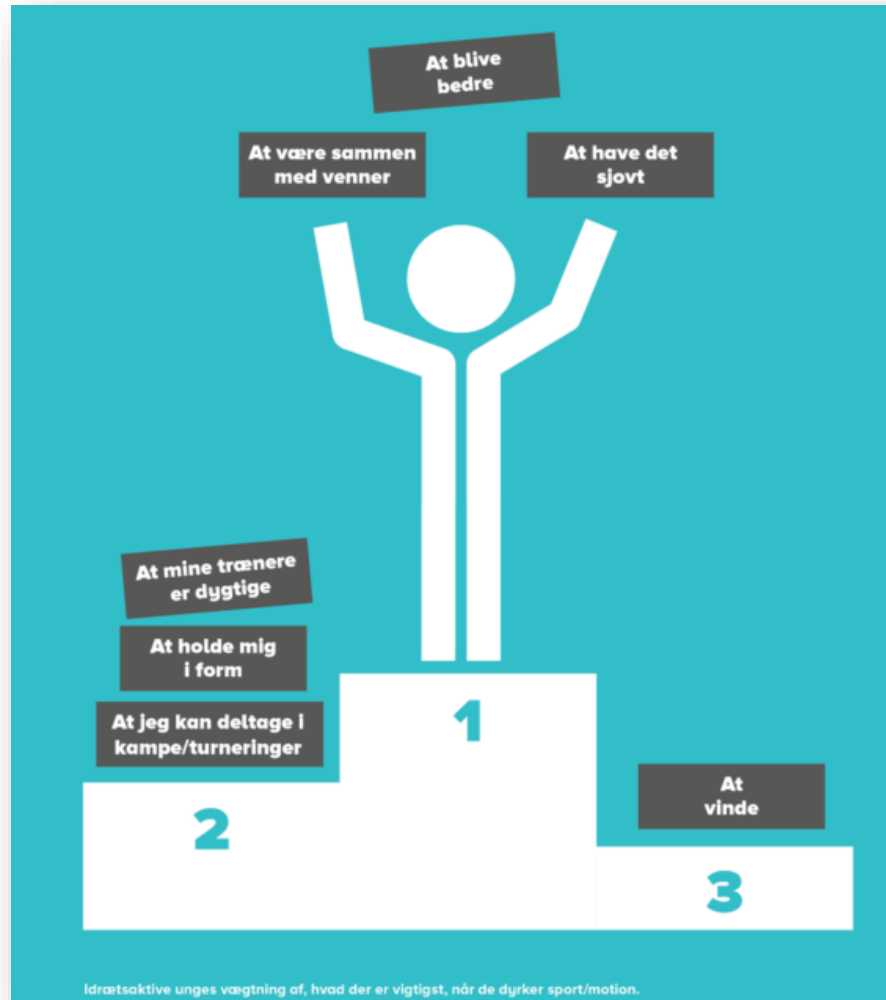 At blive
bedre
At være sammen
med venner
At have det
sjovt
At mine trænere
er dygtige
At holde mig
i form
At jeg kan deltage i
kampe/turneringer
1
2
At
vinde
3
Idrætsaktive unges vægtning af, hvad der er vigtigst, når de dyrker sport/motion.